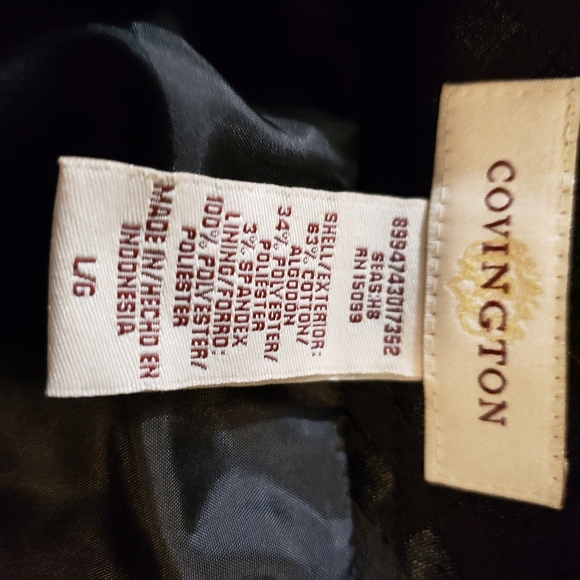 COVINGTON
8994743017352
SEAS:H8
RN 15099
SHELL/EXTERIOR:
63% COTTON/
ALGODON
34% POLYESTER/
POLIESTER
3% SPANDEX
LINING/FORRO:
100% POLYESTER/
POLIESTER
MADE IN/HECHO EN
INDONESIA
L/G